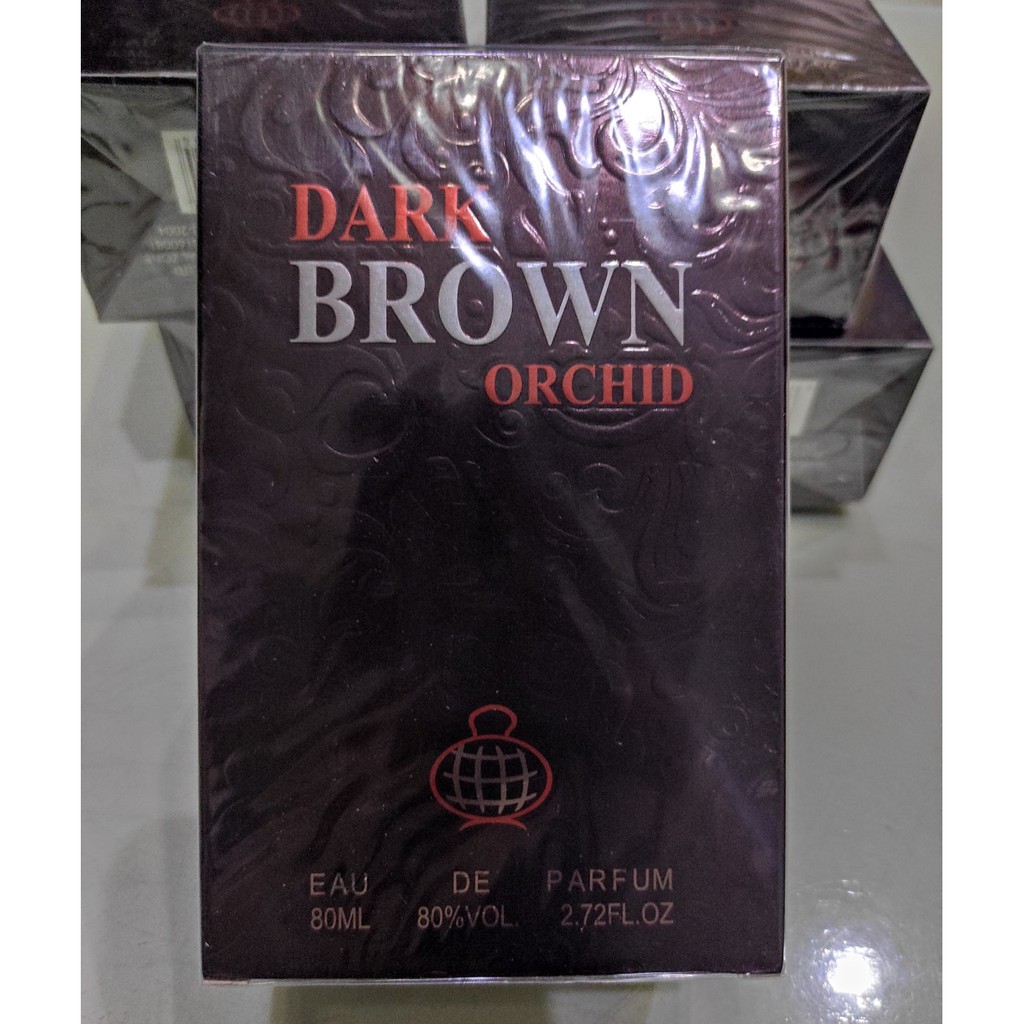 DARK
BROWN
ORCHID
EAU DE PARFUM
80ML 80%VOL. 2.72FL.OZ